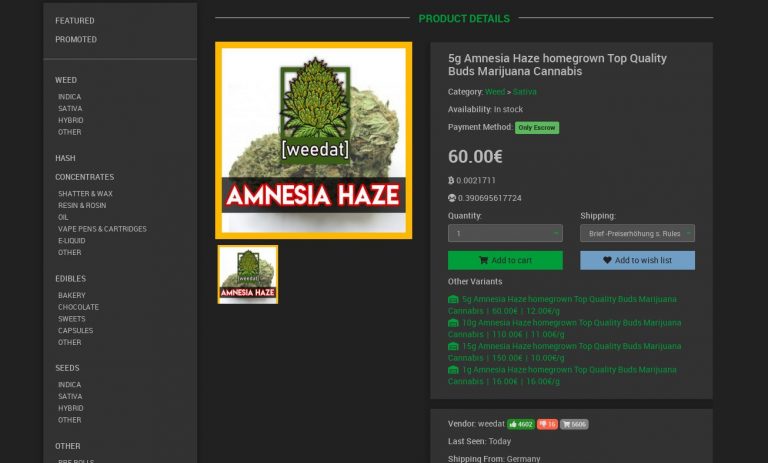 FEATURED
PROMOTED
WEED
INDICA
SATIVA
HYBRID
OTHER
HASH
CONCENTRATES
SHATTER & WAX
RESIN & ROSIN
OIL
VAPE PENS & CARTRIDGES
E-LIQUID
OTHER
EDIBLES
BAKERY
CHOCOLATE
SWEETS
CAPSULES
OTHER
SEEDS
INDICA
SATIVA
HYBRID
OTHER
OTHER
PRE ROLLS
PRODUCT DETAILS
[weedat]
AMNESIA HAZE
[weedat]
AMNESIA HAZE
5g Amnesia Haze homegrown Top Quality
Buds Marijuana Cannabis
Category: Weed > Sativa
Availability: In stock
Payment Method: Only Escrow
60.00€
0.0021711
0.390695617724
Quantity: Shipping:
1 Brief -Preiserhöhung s. Rules
Add to cart Add to wish list
Other Variants
5g Amnesia Haze homegrown Top Quality Buds Marijuana
Cannabis | 60.00€ | 12.00€/g
10g Amnesia Haze homegrown Top Quality Buds Marijuana
Cannabis | 110.00€ | 11.00€/g
15g Amnesia Haze homegrown Top Quality Buds Marijuana
Cannabis | 150.00€ | 10.00€/g
1g Amnesia Haze homegrown Top Quality Buds Marijuana
Cannabis | 16.00€ | 16.00€/g
Vendor: weedat 4602 16 5606
Last Seen: Today
Shipping From: Germany